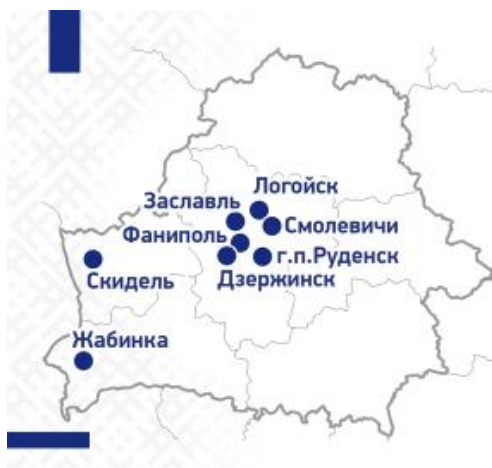 Логойск
Заславль
Смолевичи
Фаниполь
г.п.Руденск
Дзержинск
Скидель
Жабинка